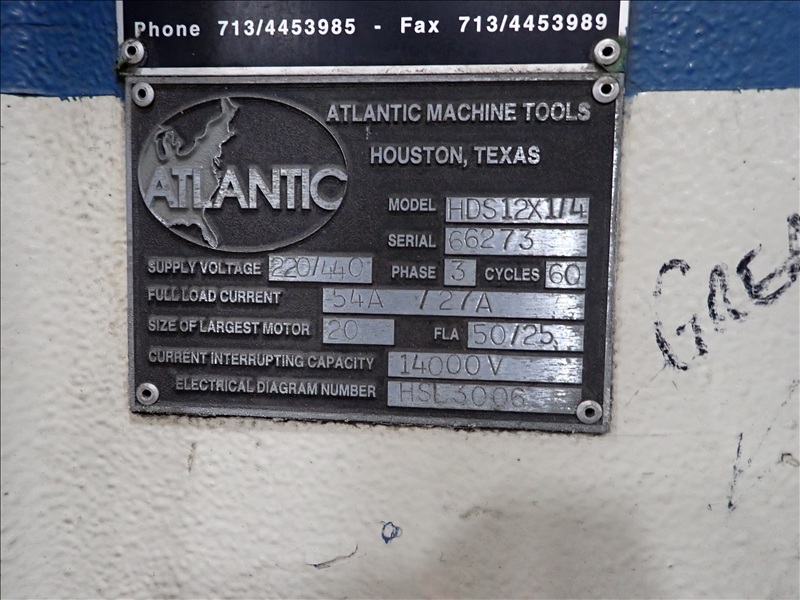 Phone 713/4453985 - Fax 713/4453989
ATLANTIC MACHINE TOOLS
HOUSTON, TEXAS
ATLANTIC
MODEL HDS12X1/4
SERIAL 66273
SUPPLY VOLTAGE 220/440 PHASE 3 CYCLES 60
FULL LOAD CURRENT 54A / 27A
SIZE OF LARGEST MOTOR 20 FLA 50/25
CURRENT INTERRUPTING CAPACITY 14000V
ELECTRICAL DIAGRAM NUMBER HSL3006